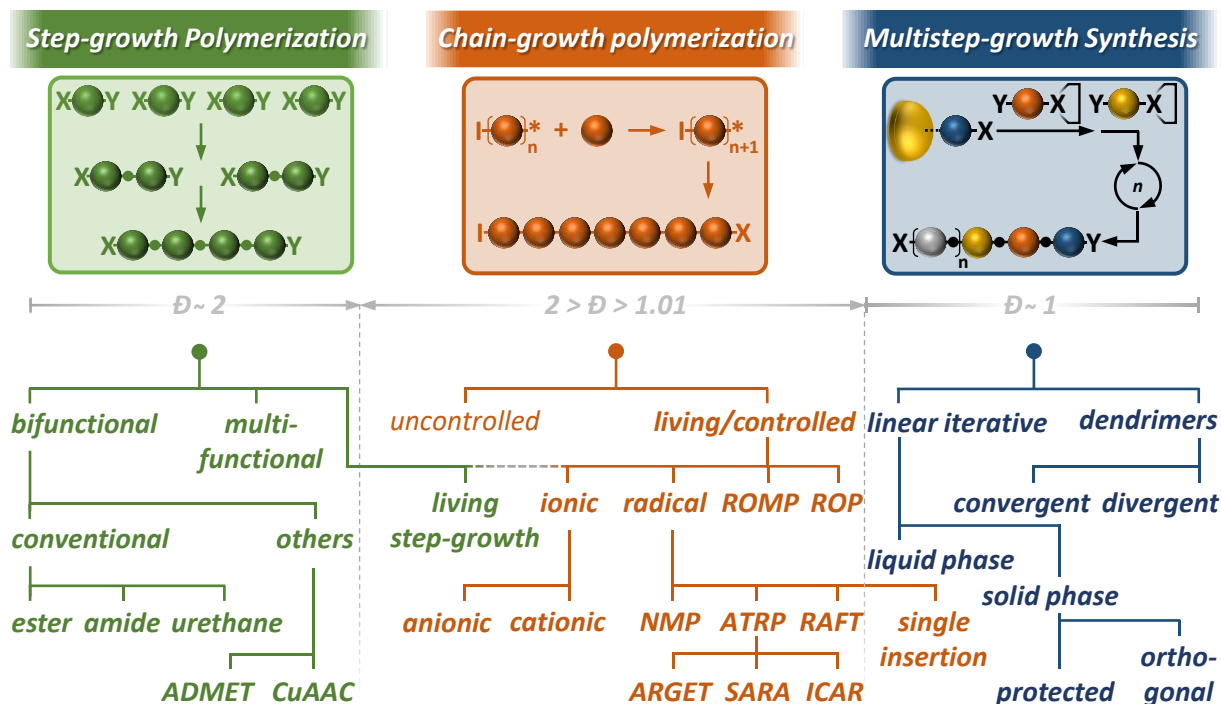 Step-growth Polymerization
Chain-growth polymerization
Multistep-growth Synthesis
X Y X Y X Y X Y
X Y X Y
X Y
I { } * n + I { } * n+1
I X
X Y X Y X
n
X { } n Y
Đ~ 2
2 > Đ > 1.01
Đ~ 1
bifunctional
multi-
functional
living
step-growth
conventional
others
ester amide urethane
ADMET CuAAC
uncontrolled
living/controlled
ionic radical ROMP ROP
anionic cationic
NMP ATRP RAFT single
insertion
ARGET SARA ICAR
linear iterative
dendrimers
convergent divergent
liquid phase
solid phase
protected
ortho-
gonal